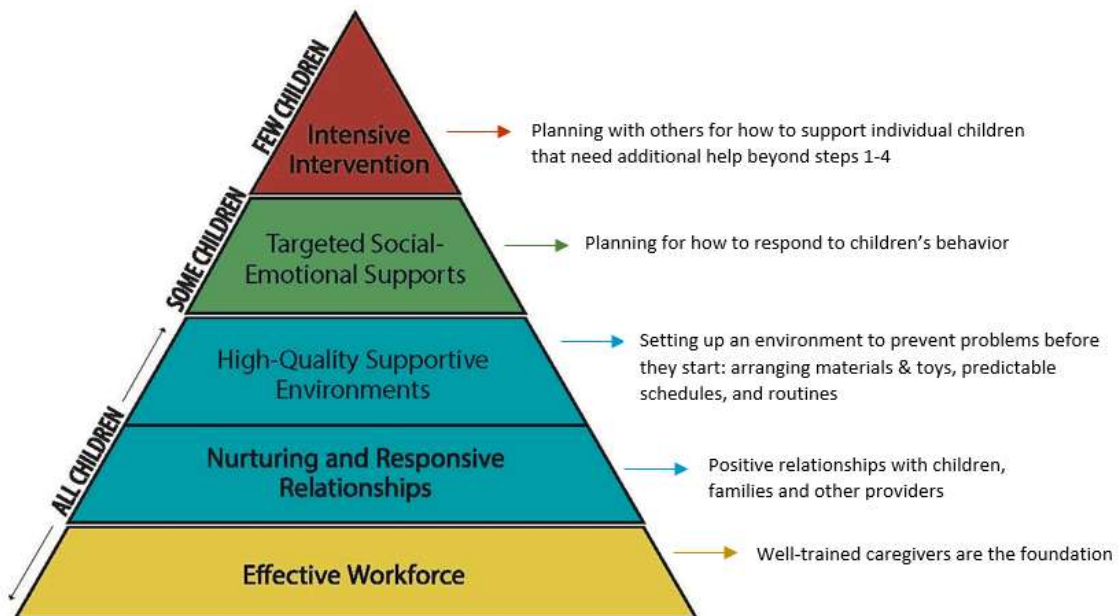 FEW CHILDREN
Intensive
Intervention
Planning with others for how to support individual children
that need additional help beyond steps 1-4
SOME CHILDREN
Targeted Social-
Emotional Supports
Planning for how to respond to children’s behavior
ALL CHILDREN
High-Quality Supportive
Environments
Setting up an environment to prevent problems before
they start: arranging materials & toys, predictable
schedules, and routines
Nurturing and Responsive
Relationships
Positive relationships with children,
families and other providers
Effective Workforce
Well-trained caregivers are the foundation